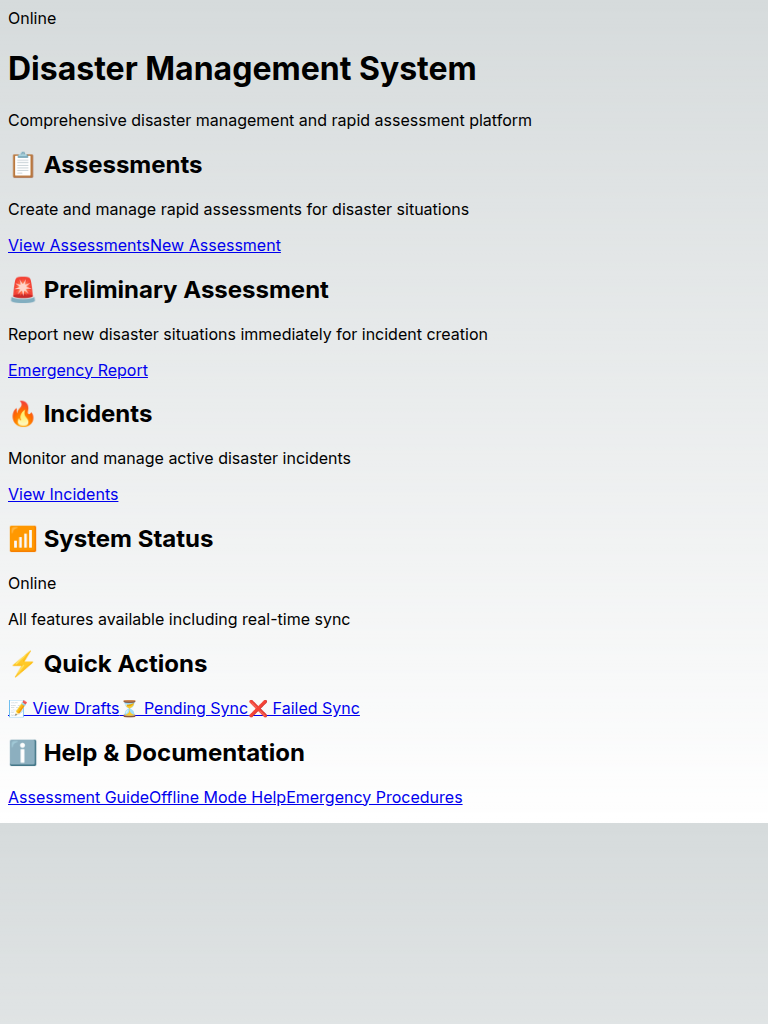 Online
Disaster Management System
Comprehensive disaster management and rapid assessment platform
📋 Assessments
Create and manage rapid assessments for disaster situations
View AssessmentsNew Assessment
🚨 Preliminary Assessment
Report new disaster situations immediately for incident creation
Emergency Report
🔥 Incidents
Monitor and manage active disaster incidents
View Incidents
📶 System Status
Online
All features available including real-time sync
⚡ Quick Actions
📝 View Drafts⏳ Pending Sync❌ Failed Sync
ℹ️ Help & Documentation
Assessment GuideOffline Mode HelpEmergency Procedures